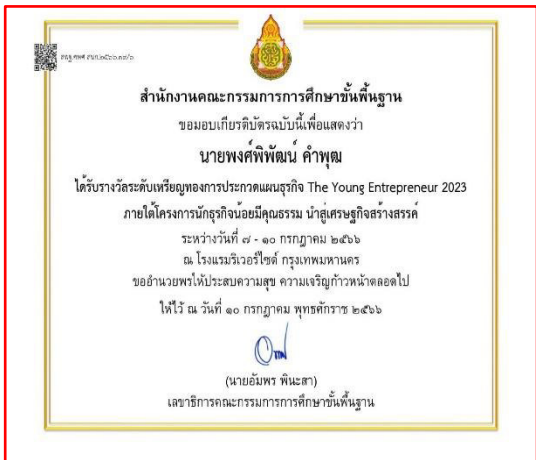 สำนักงานคณะกรรมการการศึกษาขั้นพื้นฐาน
ขอมอบเกียรติบัตรฉบับนี้เพื่อแสดงว่า
นายพงศ์พิพัฒน์ คำพุฒ
ได้รับรางวัลระดับเหรียญทองการประกวดแผนธุรกิจ The Young Entrepreneur 2023
ภายใต้โครงการนักธุรกิจน้อยมีคุณธรรม นำสู่เศรษฐกิจสร้างสรรค์
ระหว่างวันที่ ๗ - ๑๐ กรกฎาคม ๒๕๖๖
ณ โรงแรมริเวอร์ไซด์ กรุงเทพมหานคร
ขออำนวยพรให้ประสบความสุข ความเจริญก้าวหน้าตลอดไป
ให้ไว้ ณ วันที่ ๑๐ กรกฎาคม พุทธศักราช ๒๕๖๖
(นายอัมพร พินะสา)
เลขาธิการคณะกรรมการการศึกษาขั้นพื้นฐาน